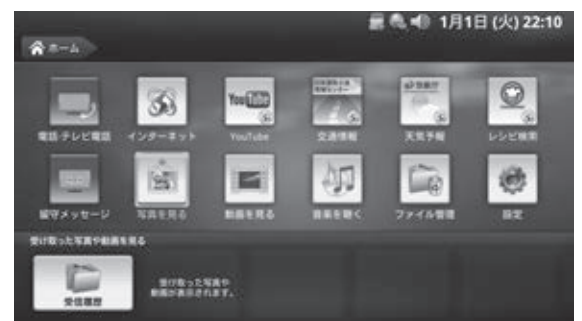 1月1日 (火) 22:10
ホーム
電話・テレビ電話
インターネット
YouTube
交通情報
天気予報
レシピ検索
留守メッセージ
写真を見る
動画を見る
音楽を聴く
ファイル管理
設定
受け取った写真や動画を見る
受信履歴
受け取った写真や
動画が表示されます。